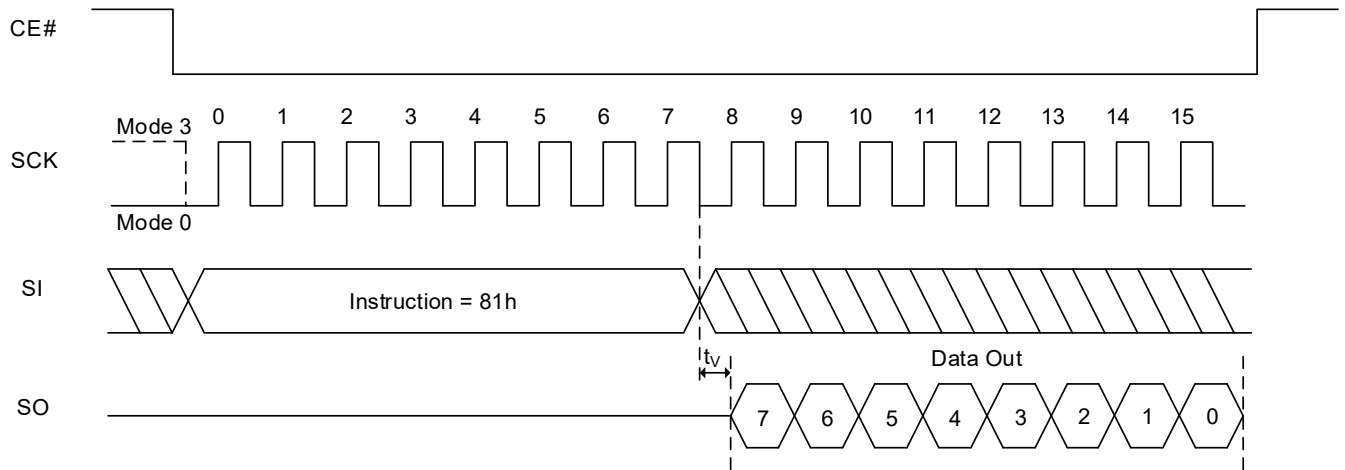 CE#
Mode 3 0 1 2 3 4 5 6 7 8 9 10 11 12 13 14 15
SCK
Mode 0
SI Instruction = 81h
tV Data Out
SO 7 6 5 4 3 2 1 0